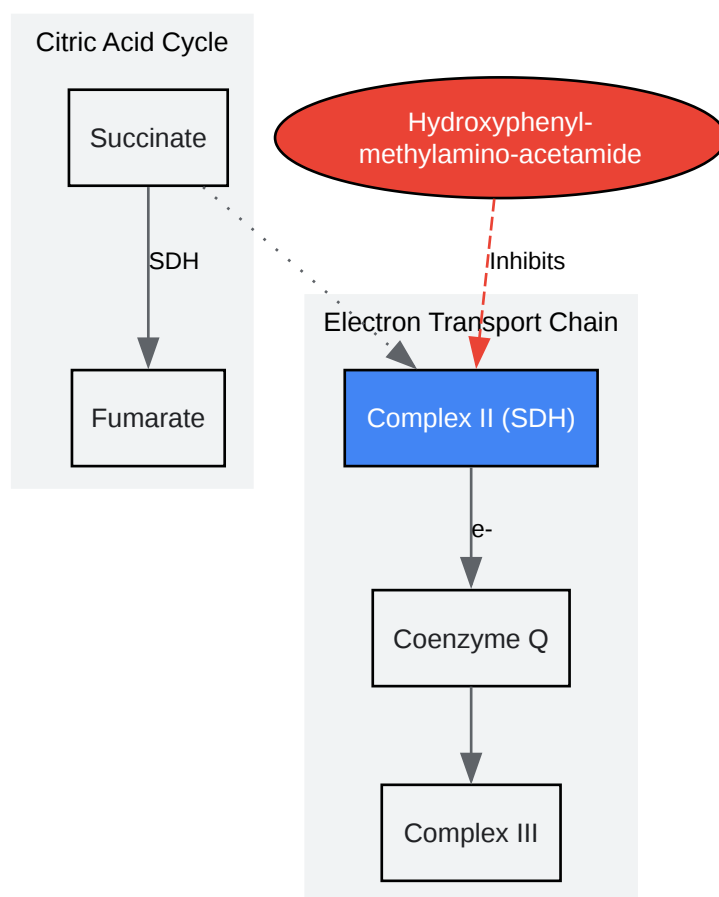 Citric Acid Cycle
Succinate
Hydroxyphenyl-
methylamino-acetamide
SDH
Inhibits
Electron Transport Chain
Fumarate
Complex II (SDH)
e-
Coenzyme Q
Complex III